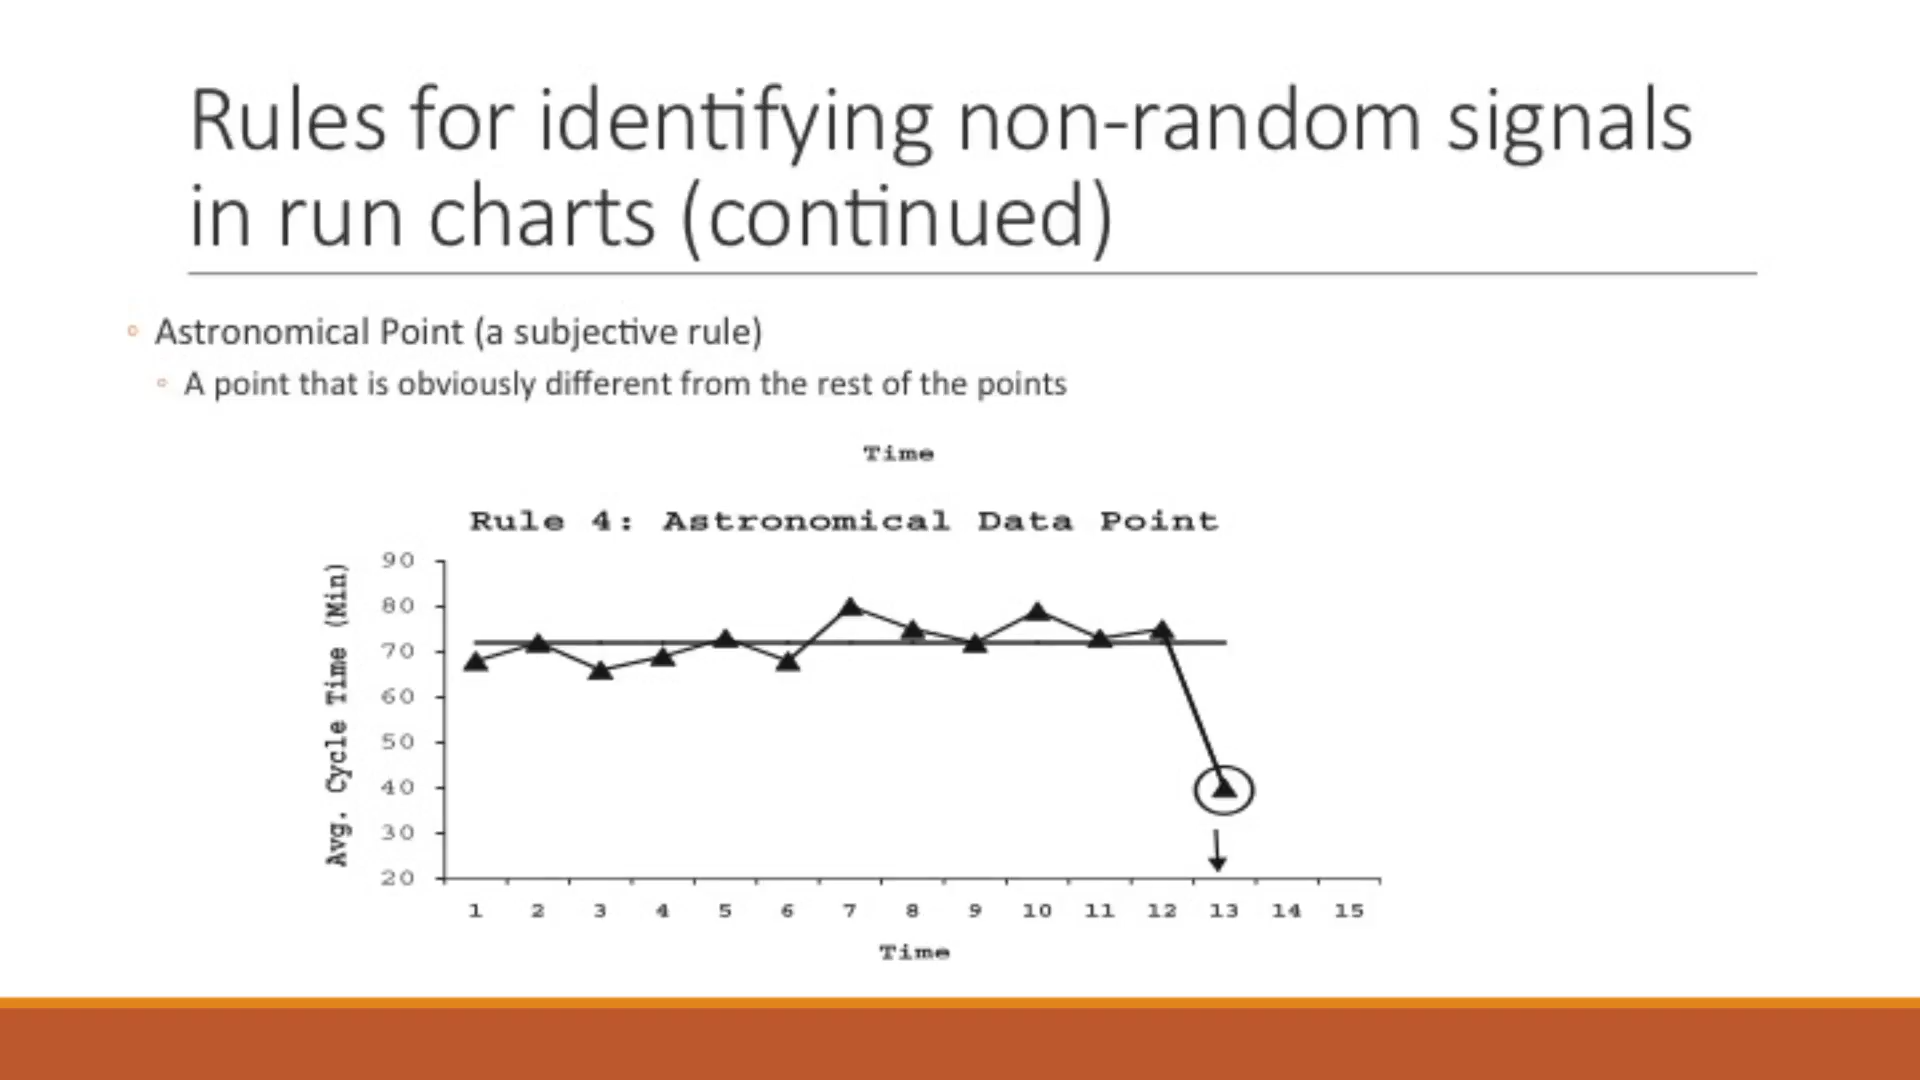 Rules for identifying non-random signals
in run charts (continued)
Astronomical Point (a subjective rule)
A point that is obviously different from the rest of the points
Time
Rule 4: Astronomical Data Point
Avg. Cycle Time (Min)
90
80
70
60
50
40
30
20
1 2 3 4 5 6 7 8 9 10 11 12 13 14 15
Time